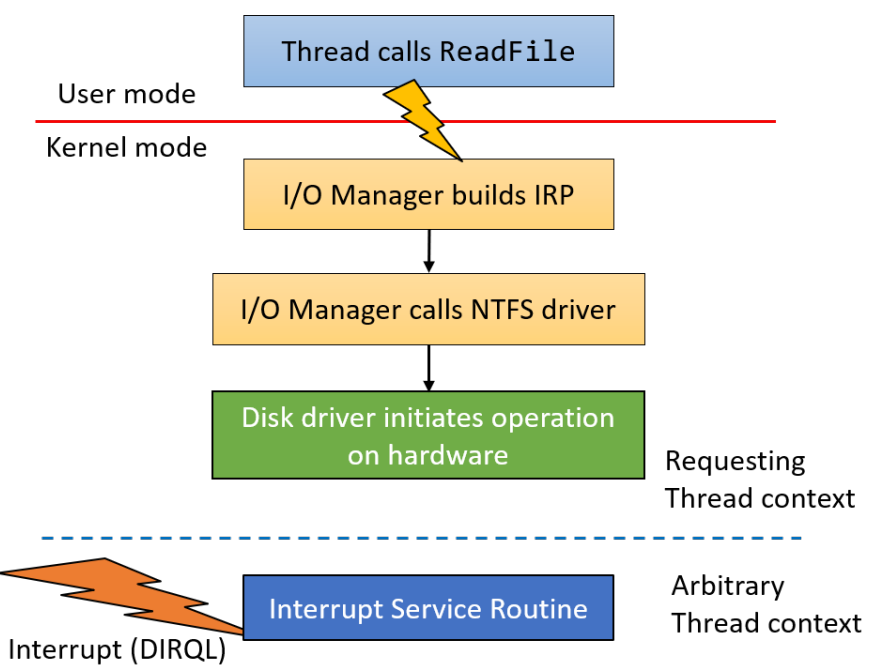 Thread calls ReadFile
User mode
Kernel mode
I/O Manager builds IRP
I/O Manager calls NTFS driver
Disk driver initiates operation
on hardware
Requesting
Thread context
Interrupt Service Routine
Arbitrary
Thread context
Interrupt (DIRQL)